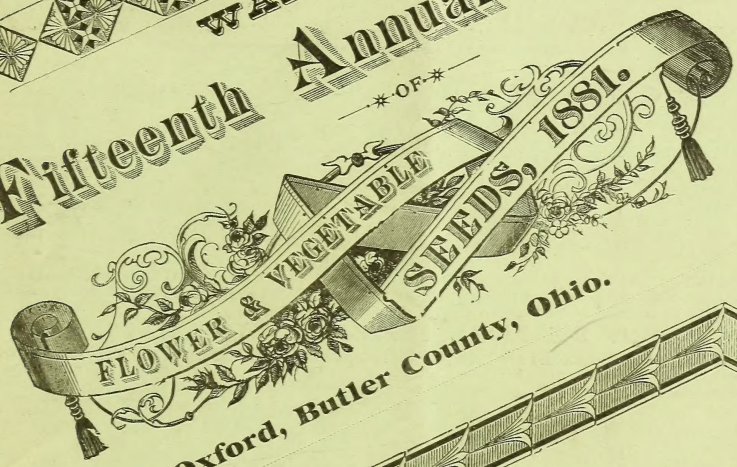 Fifteenth Annual
OF
FLOWER & VEGETABLE
SEEDS, 1881.
Oxford, Butler County, Ohio.